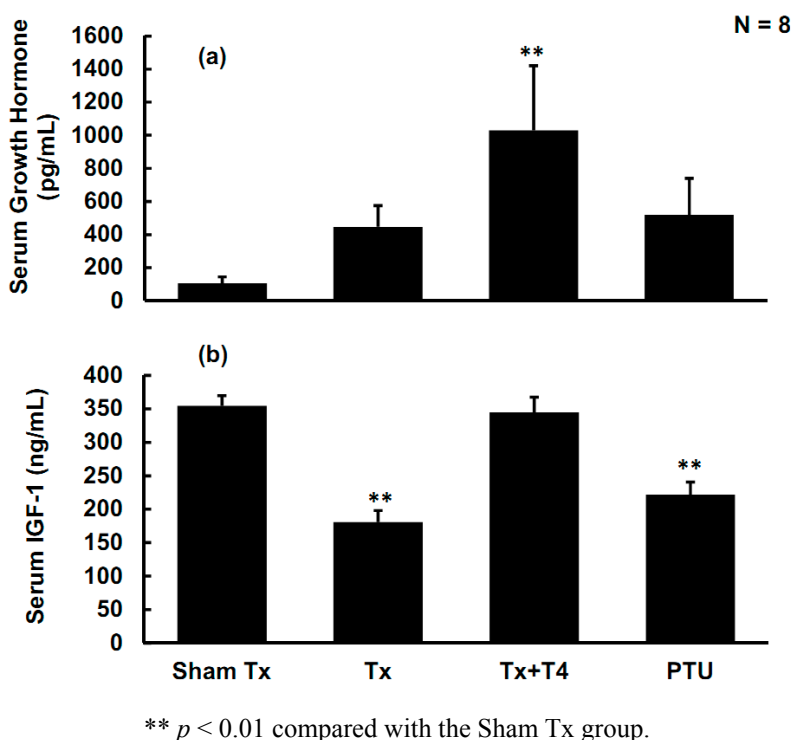 N = 8
Serum Growth Hormone
(pg/mL)
1600
1400
1200
1000
800
600
400
200
0
(a)
**
Serum IGF-1 (ng/mL)
400
350
300
250
200
150
100
50
0
(b)
**
**
Sham Tx Tx Tx+T4 PTU
** p < 0.01 compared with the Sham Tx group.